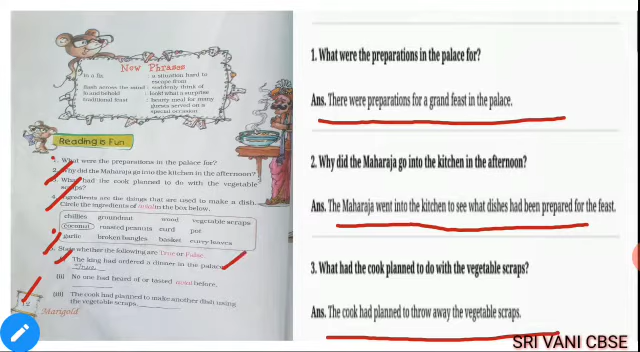 New Phrases
in a fix : a situation hard to
escape from
flash across the mind : suddenly think of
lo and behold : look what a surprise
traditional feast : heavy meal for many
guests served on a
special occasion
Reading is Fun
1. What were the preparations in the palace for?
2. Why did the Maharaja go into the kitchen in the afternoon?
3. What had the cook planned to do with the vegetable
scraps?
4. Ingredients are the things that are used to make a dish.
Circle the ingredients of avial in the box below.
chillies groundnut wood vegetable scraps
coconut roasted peanuts curd pot
garlic broken bangles basket curry leaves
5. State whether the following are True or False.
The king had ordered a dinner in the palace
True
(ii) No one had heard of or tasted avial before.
(iii) The cook had planned to make another dish using
the vegetable scraps.
12
Marigold
1. What were the preparations in the palace for?
Ans. There were preparations for a grand feast in the palace.
2. Why did the Maharaja go into the kitchen in the afternoon?
Ans. The Maharaja went into the kitchen to see what dishes had been prepared for the feast.
3. What had the cook planned to do with the vegetable scraps?
Ans. The cook had planned to throw away the vegetable scraps.
SRI VANI CBSE